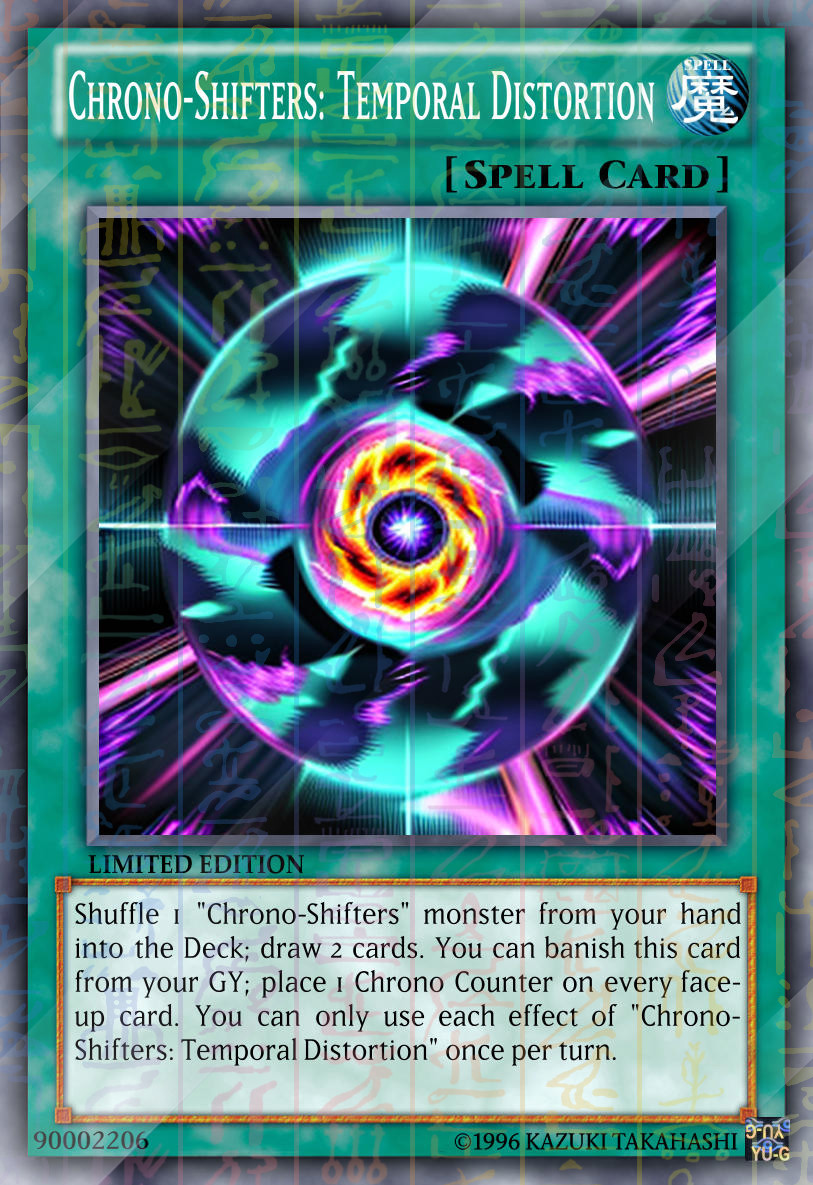 Chrono-Shifters: Temporal Distortion
SPELL
魔
[Spell Card]
LIMITED EDITION
Shuffle 1 "Chrono-Shifters" monster from your hand
into the Deck; draw 2 cards. You can banish this card
from your GY; place 1 Chrono Counter on every face-
up card. You can only use each effect of "Chrono-
Shifters: Temporal Distortion" once per turn.
90002206
©1996 KAZUKI TAKAHASHI
YU-G